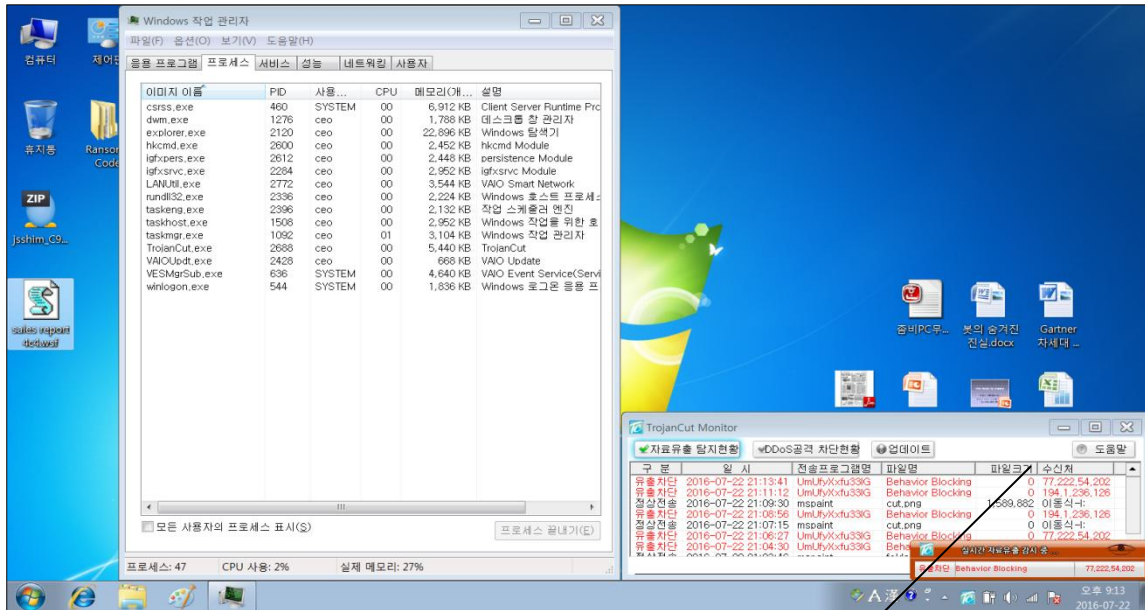 컴퓨터
휴지통
Ranso
Code
ZIP
jsshim_C9...
sales report
Windows 작업 관리자
파일(F) 옵션(O) 보기(V) 도움말(H)
응용 프로그램 프로세스 서비스 성능 네트워킹 사용자
이미지 이름 PID 사용... CPU 메모리(개... 설명
csrss.exe 460 SYSTEM 00 6,912 KB Client Server Runtime Prc
dwm.exe 1276 ceo 00 1,788 KB 데스크톱 창 관리자
explorer.exe 2120 ceo 00 22,896 KB Windows 탐색기
hkcmd.exe 2600 ceo 00 2,452 KB hkcmd Module
igfxpers.exe 2612 ceo 00 2,448 KB persistence Module
igfxsrvc.exe 2284 ceo 00 2,952 KB igfxsrvc Module
LANUtil.exe 2772 ceo 00 3,544 KB VAIO Smart Network
rundll32.exe 2336 ceo 00 2,224 KB Windows 호스트 프로세
taskeng.exe 2396 ceo 00 2,132 KB 작업 스케줄러 엔진
taskhost.exe 1508 ceo 00 2,952 KB Windows 작업을 위한 호
taskmgr.exe 1092 ceo 01 3,104 KB Windows 작업 관리자
TrojanCut.exe 2688 ceo 00 5,440 KB TrojanCut
VAIOUpdt.exe 2428 ceo 00 668 KB VAIO Update
VESMgrSub.exe 636 SYSTEM 00 4,640 KB VAIO Event Service(Servi
winlogon.exe 544 SYSTEM 00 1,836 KB Windows 로그온 응용 프
모든 사용자의 프로세스 표시(S)
프로세스 끝내기(E)
프로세스: 47 CPU 사용: 2% 실제 메모리: 27%
좀비PC무...
봇의 숨겨진
진실.docx
Gartner
차세대 ...
TrojanCut Monitor
자료유출 탐지현황 DDoS공격 차단현황 업데이트 도움말
구 분 일 시 전송프로그램명 파일명 파일크기 수신처
유출차단 2016-07-22 21:13:41 Behavior Blocking 0 77,222,54,202
유출차단 2016-07-22 21:11:12 Behavior Blocking 0 194,1,236,126
정상전송 2016-07-22 21:09:30 mspaint cut.png 1,589,882 이동식-I:
유출차단 2016-07-22 21:08:56 Behavior Blocking 0 194,1,236,126
정상전송 2016-07-22 21:07:15 mspaint cut.png 0 이동식-I:
유출차단 2016-07-22 21:06:27 Behavior Blocking 0 77,222,54,202
유출차단 2016-07-22 21:04:30 Beha
실시간 자료유출 감시 중...
유출차단 Behavior Blocking 77,222,54,202
A 漢
오후 9:13
2016-07-22